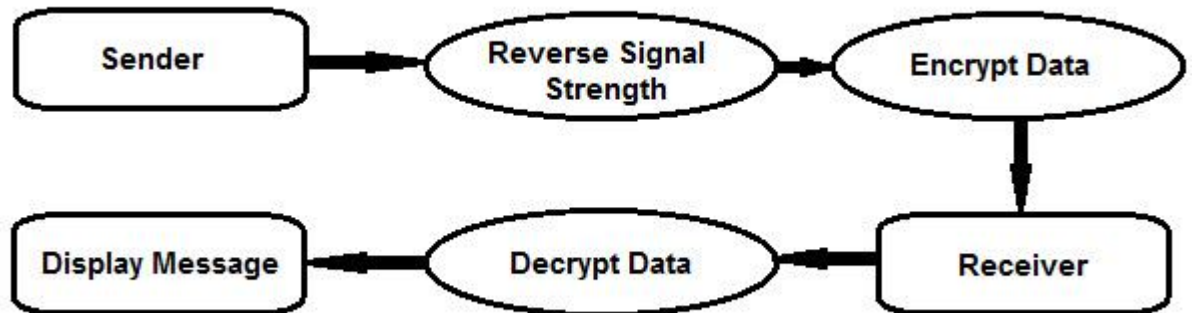 Sender
Reverse Signal
Strength
Encrypt Data
Receiver
Decrypt Data
Display Message